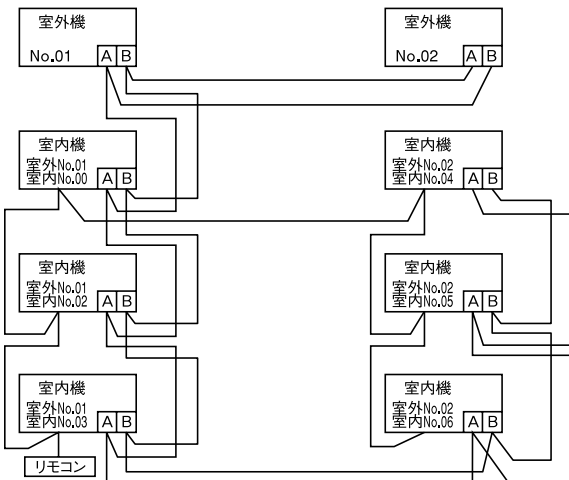 室外機
No.01 A B
室外機
No.02 A B
室内機
室外No.01
室内No.00 A B
室内機
室外No.02
室内No.04 A B
室内機
室外No.01
室内No.02 A B
室内機
室外No.02
室内No.05 A B
室内機
室外No.01
室内No.03 A B
室内機
室外No.02
室内No.06 A B
リモコン